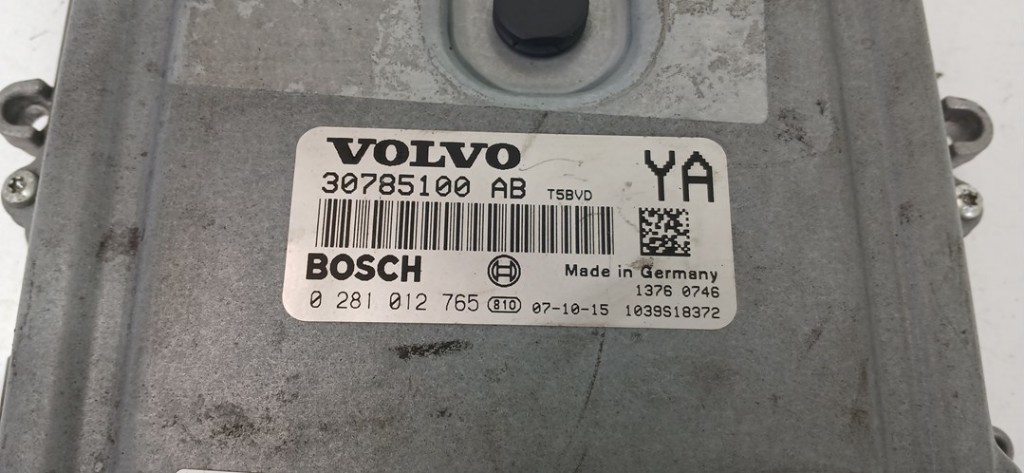 VOLVO
30785100 AB T5BVD
YA
BOSCH
Made in Germany
1376 0746
0 281 012 765 810 07-10-15 1039S18372